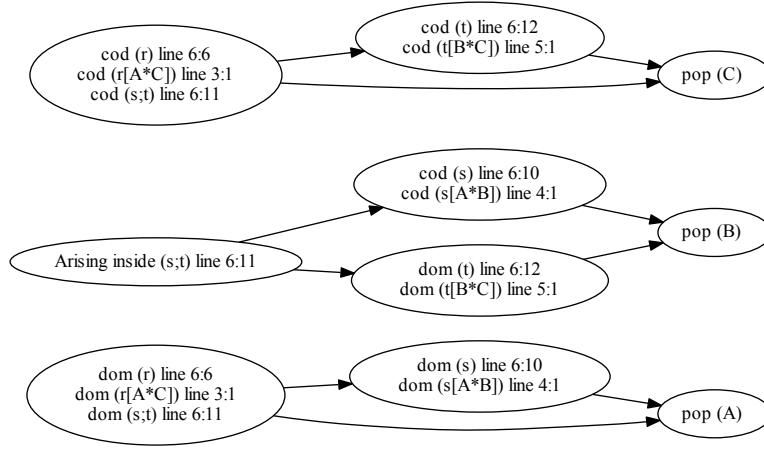 cod (r) line 6:6
cod (r[A*C]) line 3:1
cod (s;t) line 6:11
cod (t) line 6:12
cod (t[B*C]) line 5:1
pop (C)
Arising inside (s;t) line 6:11
cod (s) line 6:10
cod (s[A*B]) line 4:1
dom (t) line 6:12
dom (t[B*C]) line 5:1
pop (B)
dom (r) line 6:6
dom (r[A*C]) line 3:1
dom (s;t) line 6:11
dom (s) line 6:10
dom (s[A*B]) line 4:1
pop (A)